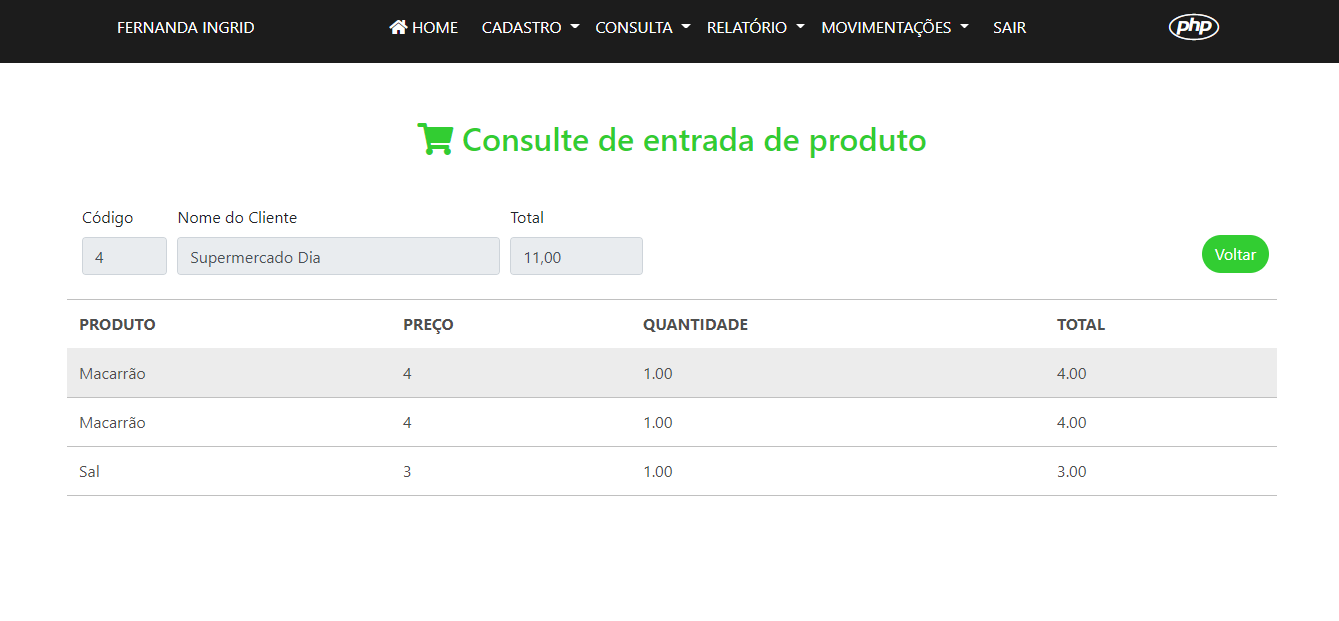 FERNANDA INGRID HOME CADASTRO CONSULTA RELATÓRIO MOVIMENTAÇÕES SAIR php
Consulte de entrada de produto
Código Nome do Cliente Total
4 Supermercado Dia 11,00 Voltar
PRODUTO PREÇO QUANTIDADE TOTAL
Macarrão 4 1.00 4.00
Macarrão 4 1.00 4.00
Sal 3 1.00 3.00